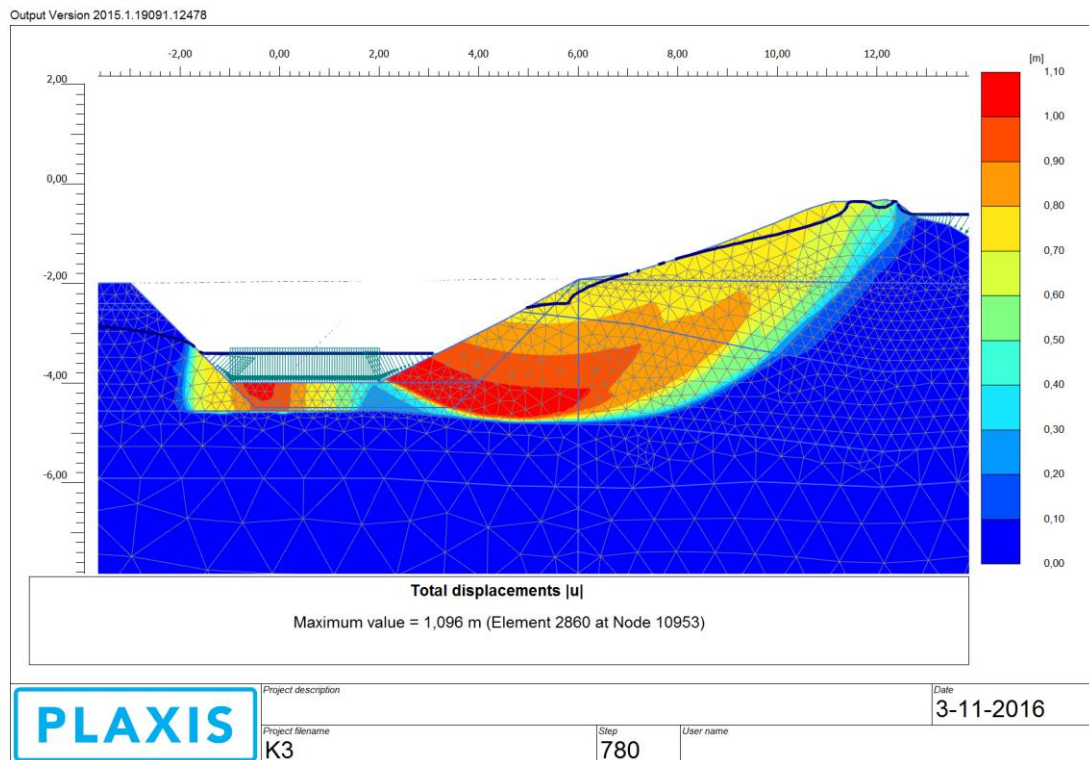 Output Version 2015.1.19091.12478
-2,00 0,00 2,00 4,00 6,00 8,00 10,00 12,00
[m]
2,00
0,00
-2,00
-4,00
-6,00
1,10
1,00
0,90
0,80
0,70
0,60
0,50
0,40
0,30
0,20
0,10
0,00
Total displacements |u|
Maximum value = 1,096 m (Element 2860 at Node 10953)
PLAXIS
Project description
Date
3-11-2016
Project filename
K3
Step
780
User name